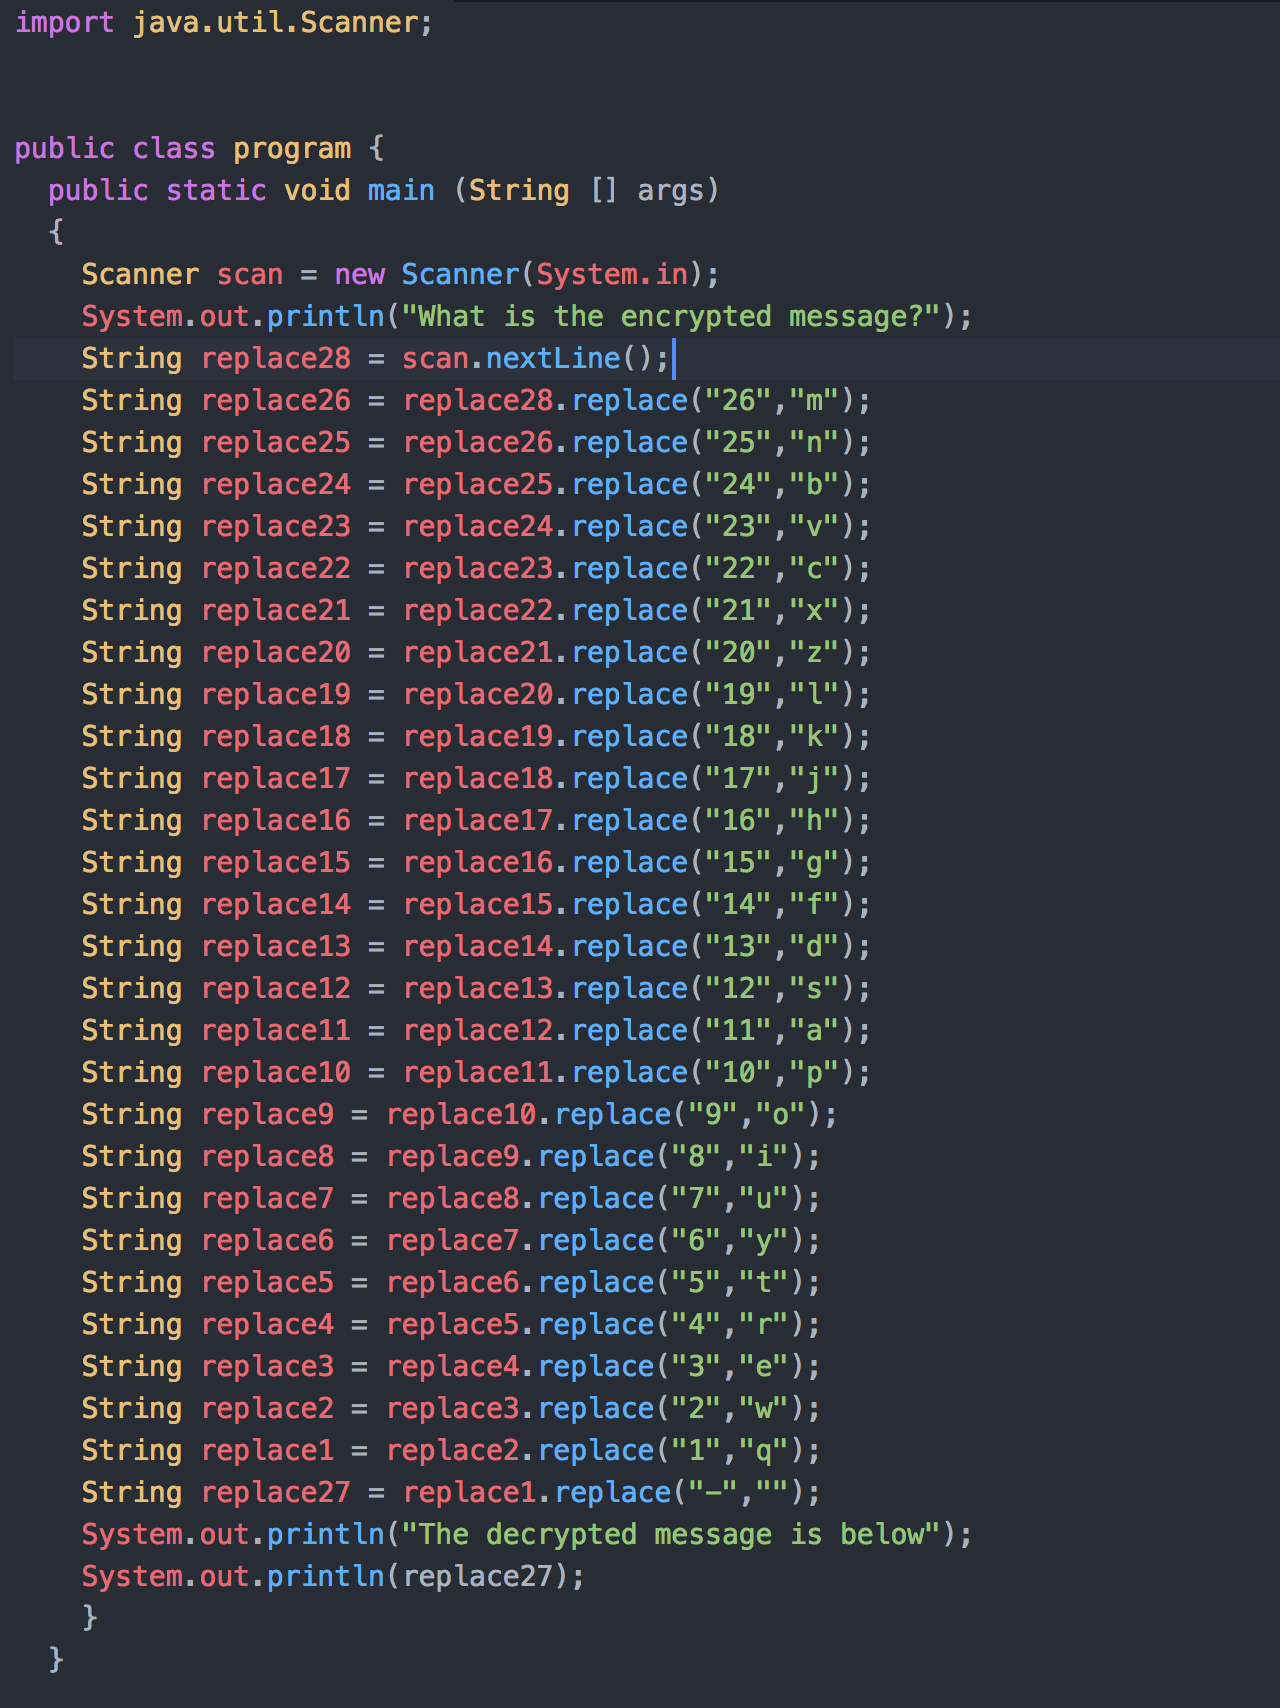 import java.util.Scanner;
public class program {
  public static void main (String [] args)
  {
    Scanner scan = new Scanner(System.in);
    System.out.println("What is the encrypted message?");
    String replace28 = scan.nextLine();
    String replace26 = replace28.replace("26","m");
    String replace25 = replace26.replace("25","n");
    String replace24 = replace25.replace("24","b");
    String replace23 = replace24.replace("23","v");
    String replace22 = replace23.replace("22","c");
    String replace21 = replace22.replace("21","x");
    String replace20 = replace21.replace("20","z");
    String replace19 = replace20.replace("19","l");
    String replace18 = replace19.replace("18","k");
    String replace17 = replace18.replace("17","j");
    String replace16 = replace17.replace("16","h");
    String replace15 = replace16.replace("15","g");
    String replace14 = replace15.replace("14","f");
    String replace13 = replace14.replace("13","d");
    String replace12 = replace13.replace("12","s");
    String replace11 = replace12.replace("11","a");
    String replace10 = replace11.replace("10","p");
    String replace9 = replace10.replace("9","o");
    String replace8 = replace9.replace("8","i");
    String replace7 = replace8.replace("7","u");
    String replace6 = replace7.replace("6","y");
    String replace5 = replace6.replace("5","t");
    String replace4 = replace5.replace("4","r");
    String replace3 = replace4.replace("3","e");
    String replace2 = replace3.replace("2","w");
    String replace1 = replace2.replace("1","q");
    String replace27 = replace1.replace("-","");
    System.out.println("The decrypted message is below");
    System.out.println(replace27);
    }
  }